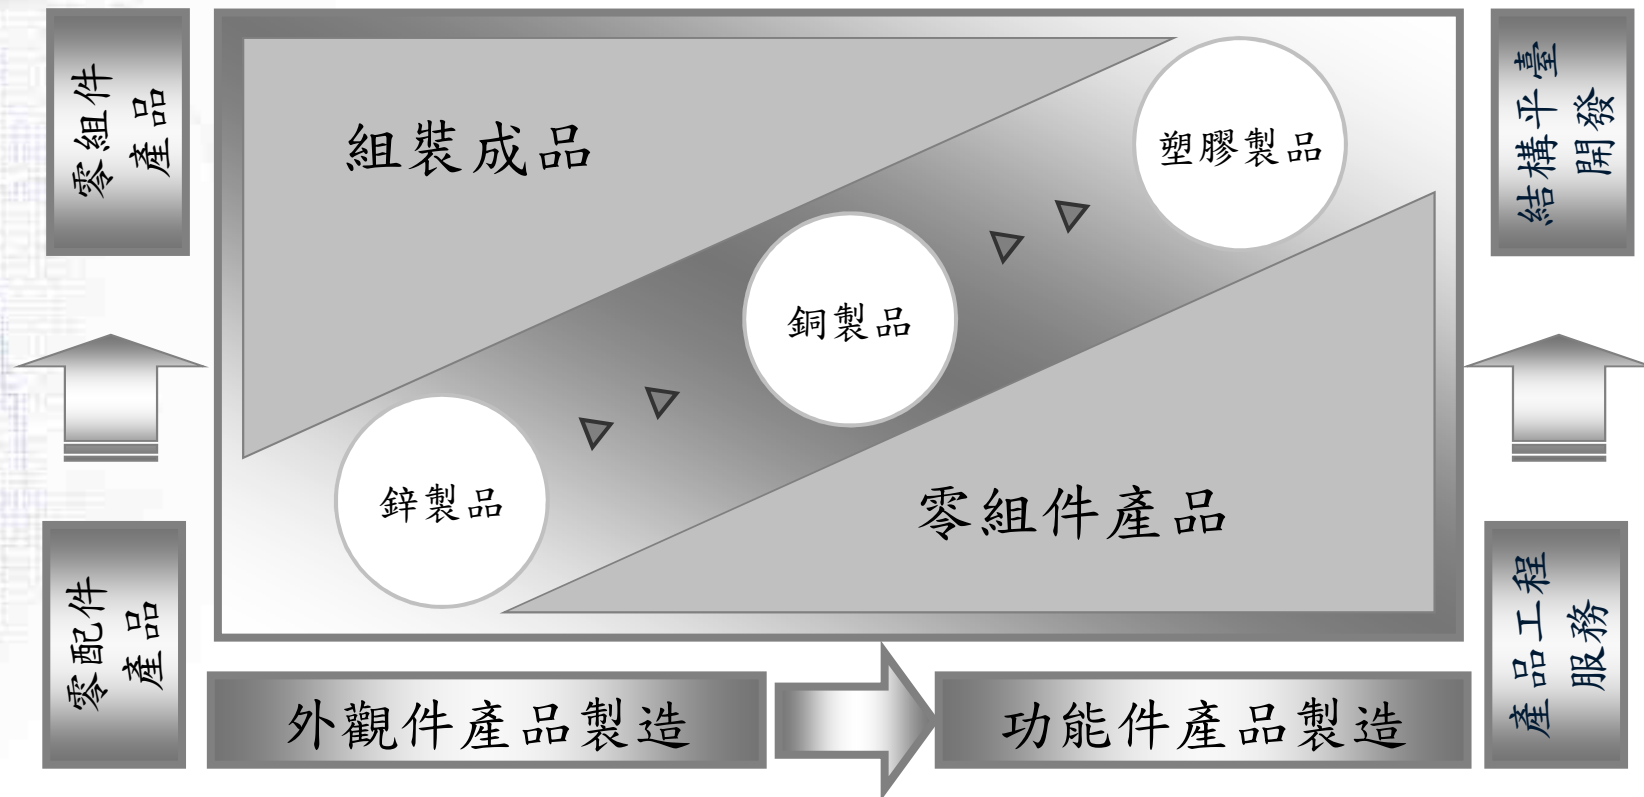 零組件
產品
組裝成品
塑膠製品
結構平臺
開發
銅製品
鋅製品
零組件產品
零配件
產品
產品工程
服務
外觀件產品製造
功能件產品製造